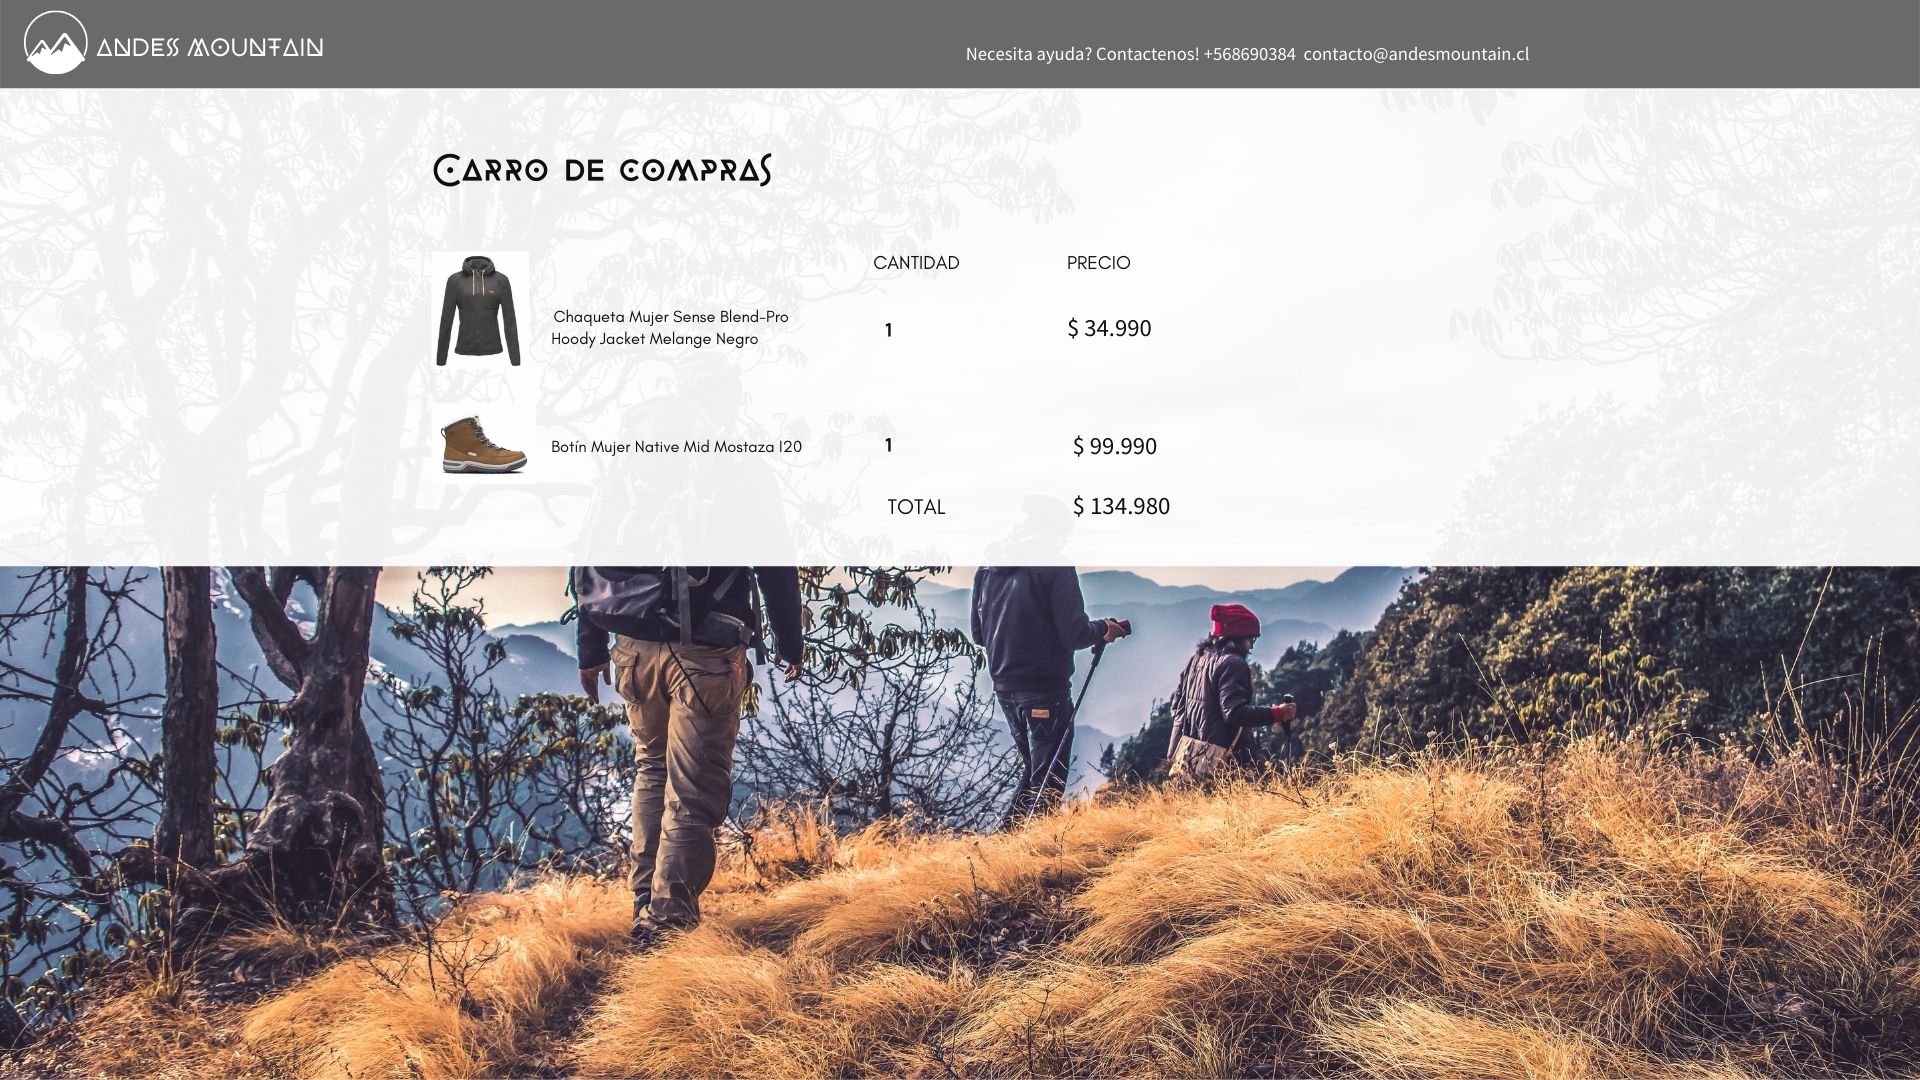 ANDES MOUNTAIN
Necesita ayuda? Contactenos! +568690384 contacto@andesmountain.cl
Carro de compras
CANTIDAD PRECIO
Chaqueta Mujer Sense Blend-Pro
Hoody Jacket Melange Negro
1 $ 34.990
Botín Mujer Native Mid Mostaza I20
1 $ 99.990
TOTAL $ 134.980